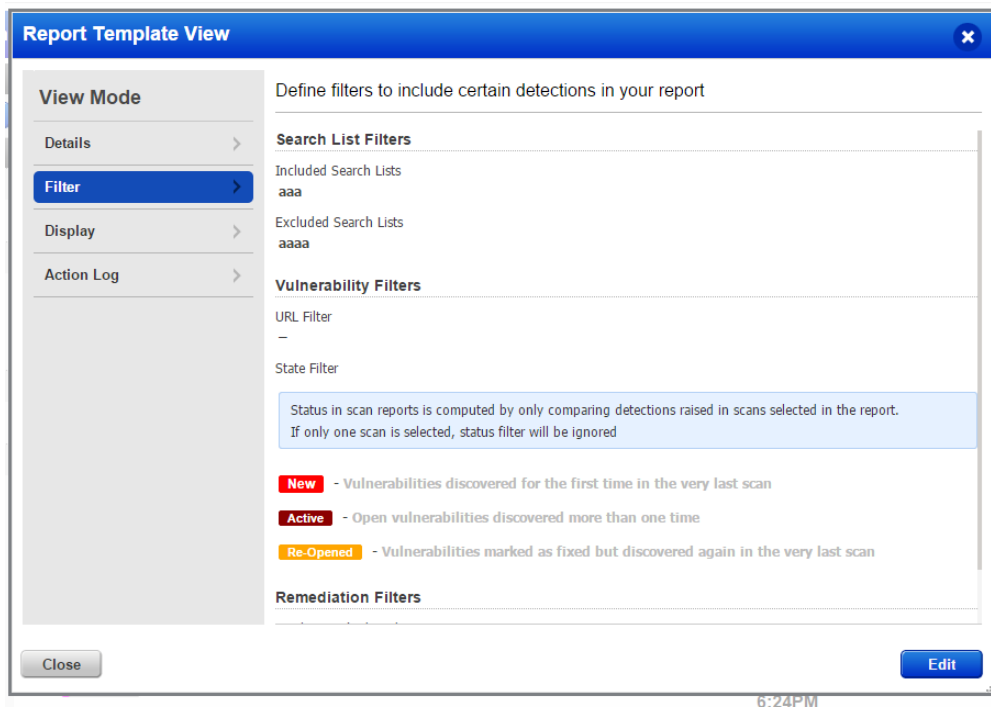 Report Template View
View Mode
Details
Filter
Display
Action Log
Define filters to include certain detections in your report
Search List Filters
Included Search Lists
aaa
Excluded Search Lists
aaaa
Vulnerability Filters
URL Filter
–
State Filter
Status in scan reports is computed by only comparing detections raised in scans selected in the report.
If only one scan is selected, status filter will be ignored
New - Vulnerabilities discovered for the first time in the very last scan
Active - Open vulnerabilities discovered more than one time
Re-Opened - Vulnerabilities marked as fixed but discovered again in the very last scan
Remediation Filters
Close
Edit
6:24PM